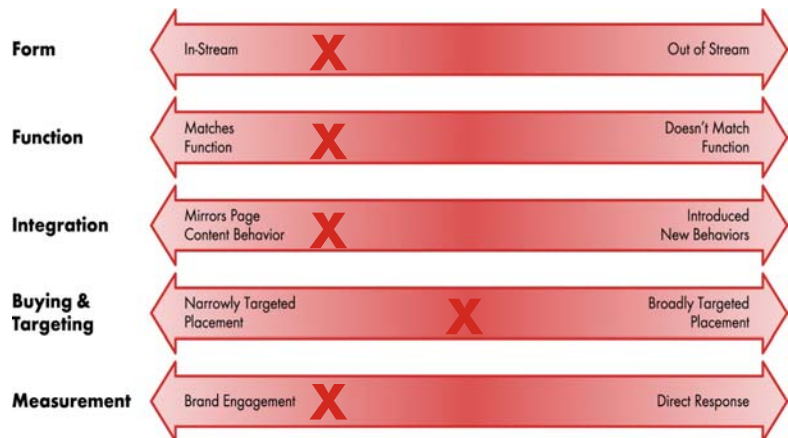 Form
In-Stream
X
Out of Stream
Function
Matches
Function
X
Doesn't Match
Function
Integration
Mirrors Page
Content Behavior
X
Introduced
New Behaviors
Buying &
Targeting
Narrowly Targeted
Placement
X
Broadly Targeted
Placement
Measurement
Brand Engagement
X
Direct Response